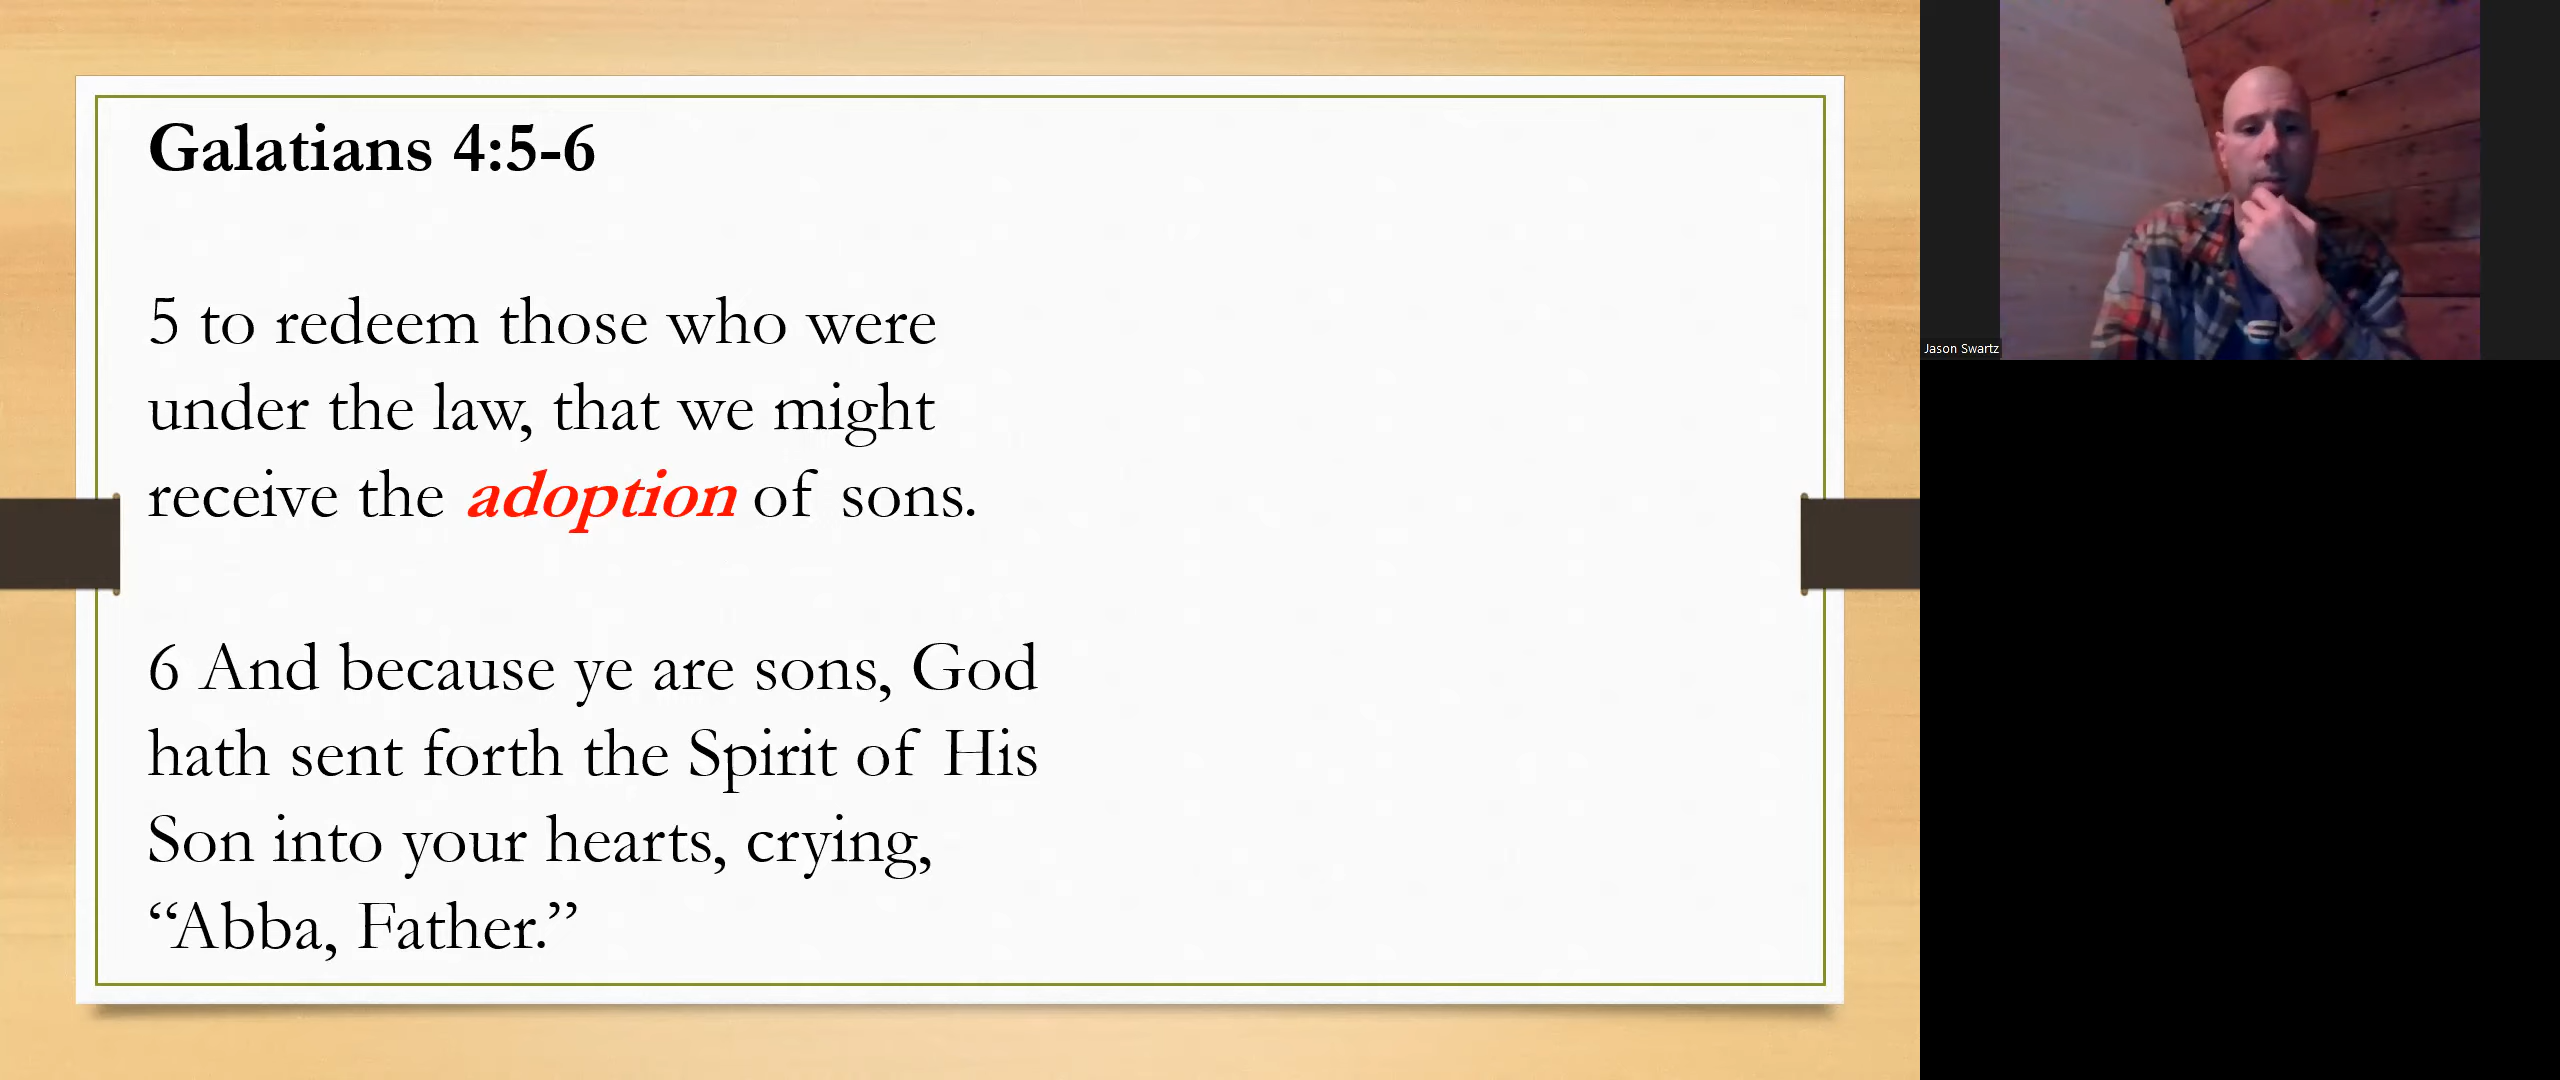 Galatians 4:5-6
5 to redeem those who were
under the law, that we might
receive the adoption of sons.
6 And because ye are sons, God
hath sent forth the Spirit of His
Son into your hearts, crying,
“Abba, Father.”
Jason Swartz